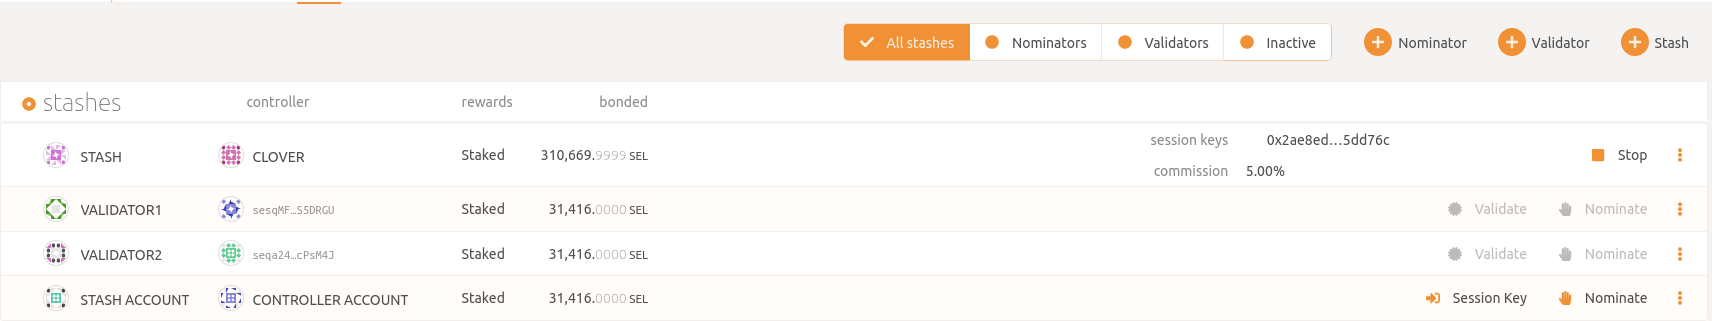 All stashes Nominators Validators Inactive Nominator Validator Stash
stashes controller rewards bonded
session keys 0x2ae8ed...5dd76c
STASH CLOVER Staked 310,669.9999 SEL Stop
commission 5.00%
VALIDATOR1 sesqMF…S5DRGU Staked 31,416.0000 SEL Validate Nominate
VALIDATOR2 seqa24…cPsM4J Staked 31,416.0000 SEL Validate Nominate
STASH ACCOUNT CONTROLLER ACCOUNT Staked 31,416.0000 SEL Session Key Nominate